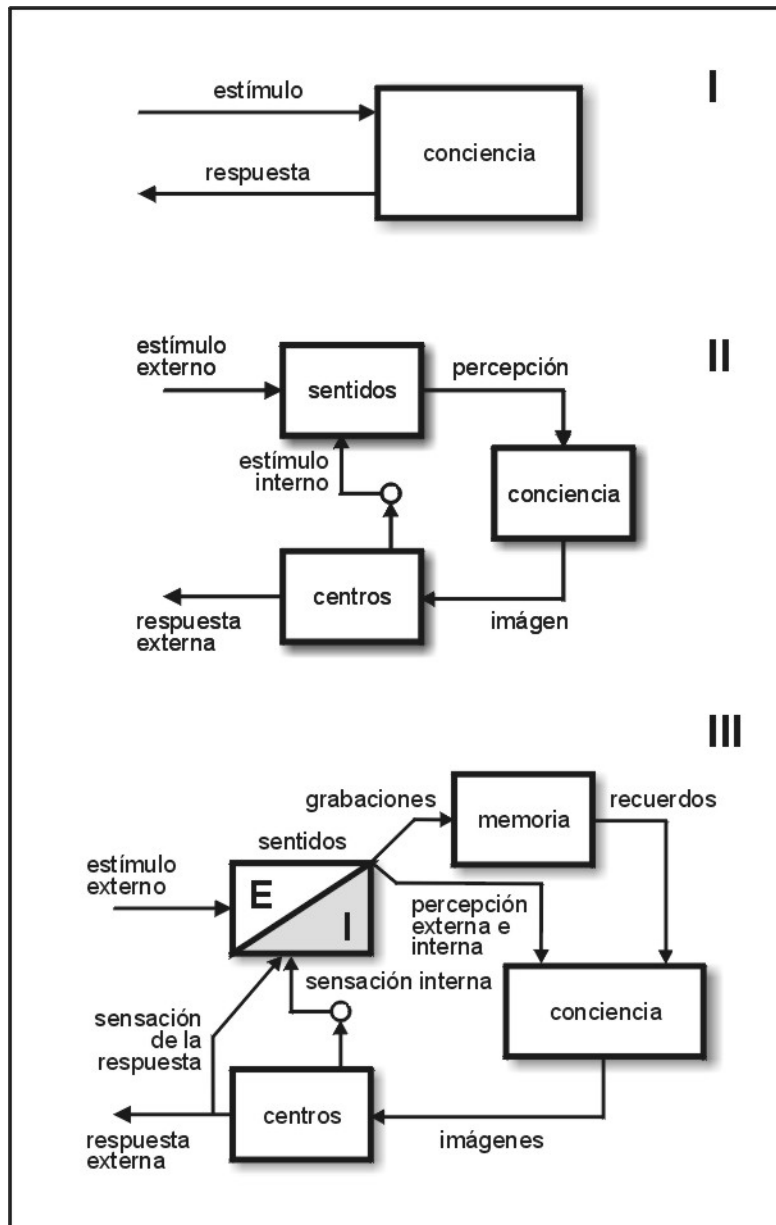 I
estímulo
conciencia
respuesta
II
estímulo
externo
sentidos
percepción
estímulo
interno
conciencia
centros
respuesta
externa
imágen
III
grabaciones
memoria
recuerdos
sentidos
estímulo
externo
E
I
percepción
externa e
interna
sensación interna
conciencia
sensación
de la
respuesta
centros
respuesta
externa
imágenes